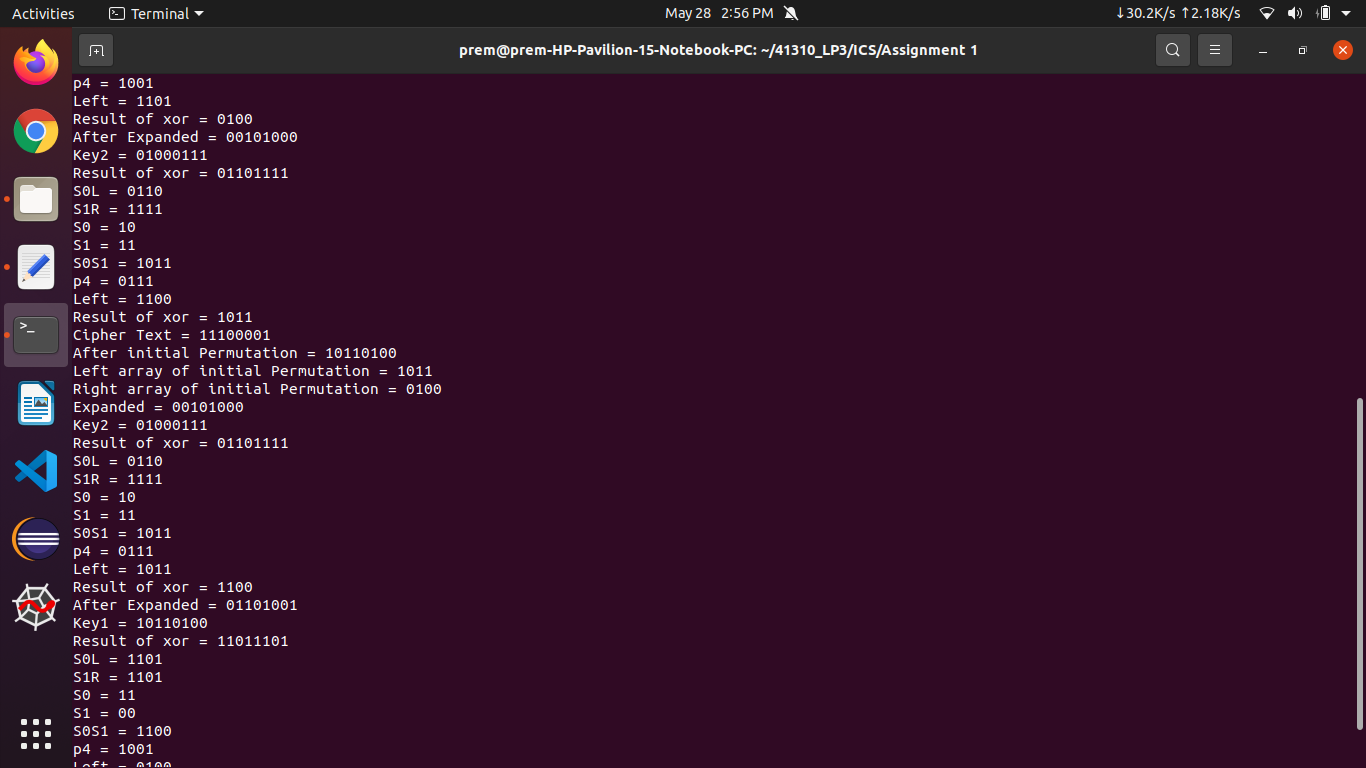 Activities
Terminal
May 28 2:56 PM
↓30.2K/s ↑2.18K/s
prem@prem-HP-Pavilion-15-Notebook-PC: ~/41310_LP3/ICS/Assignment 1
p4 = 1001
Left = 1101
Result of xor = 0100
After Expanded = 00101000
Key2 = 01000111
Result of xor = 01101111
S0L = 0110
S1R = 1111
S0 = 10
S1 = 11
S0S1 = 1011
p4 = 0111
Left = 1100
Result of xor = 1011
Cipher Text = 11100001
After initial Permutation = 10110100
Left array of initial Permutation = 1011
Right array of initial Permutation = 0100
Expanded = 00101000
Key2 = 01000111
Result of xor = 01101111
S0L = 0110
S1R = 1111
S0 = 10
S1 = 11
S0S1 = 1011
p4 = 0111
Left = 1011
Result of xor = 1100
After Expanded = 01101001
Key1 = 10110100
Result of xor = 11011101
S0L = 1101
S1R = 1101
S0 = 11
S1 = 00
S0S1 = 1100
p4 = 1001
Left = 0100